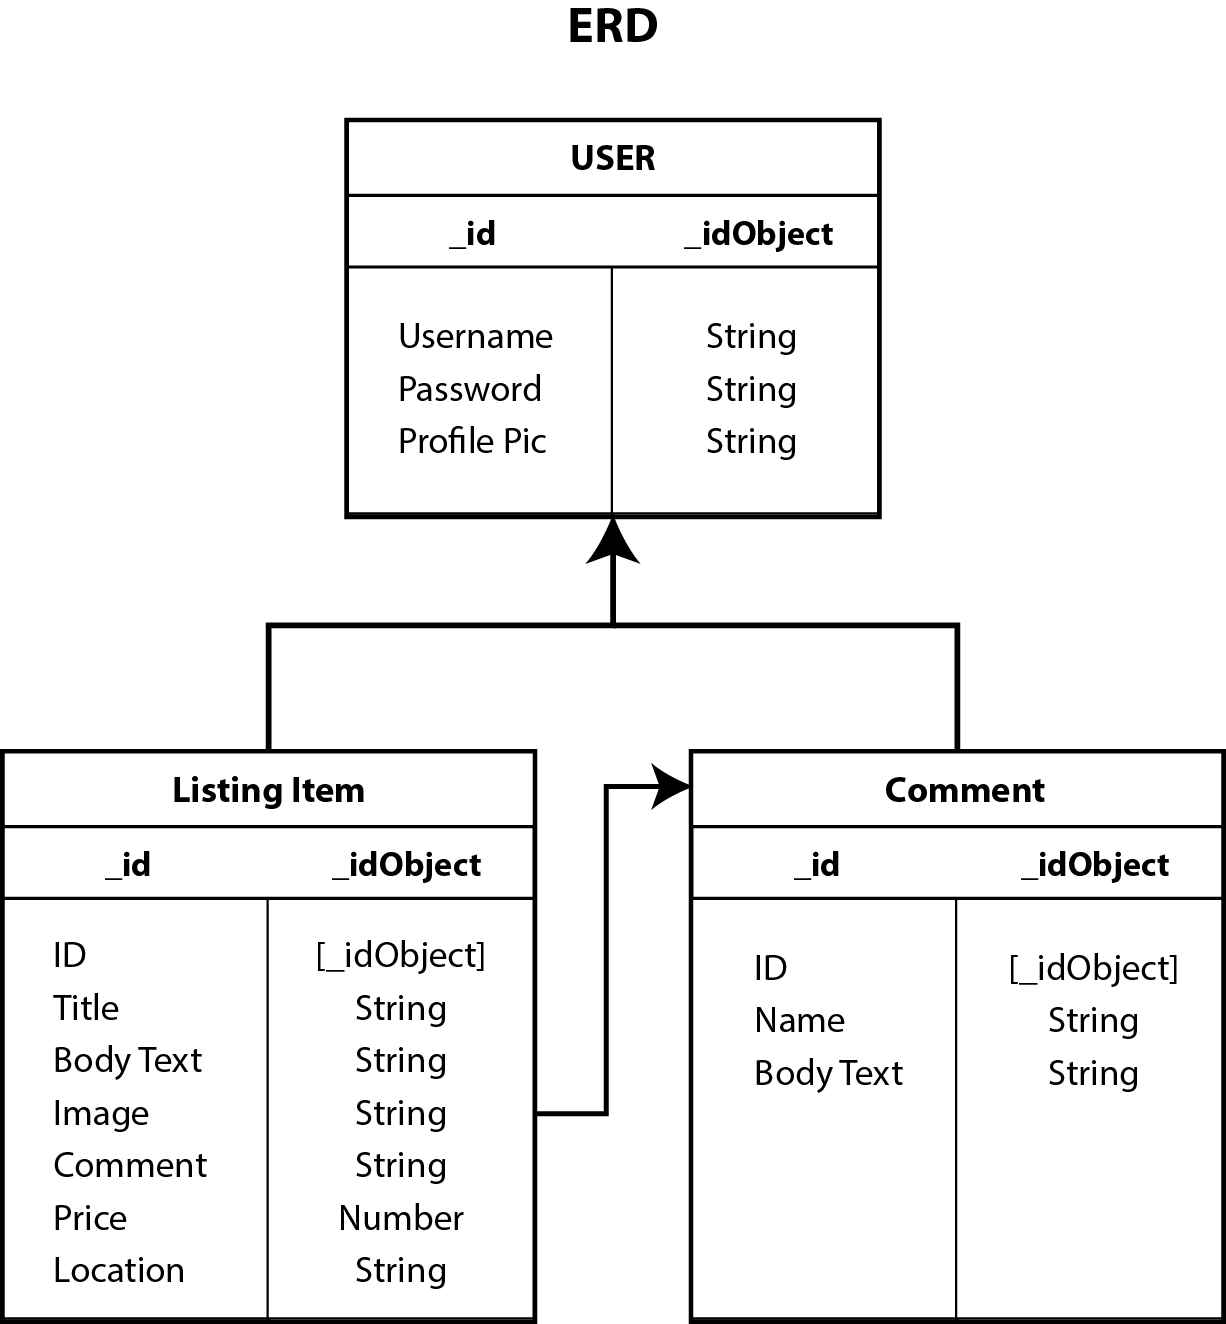 ERD
USER
_id _idObject
Username String
Password String
Profile Pic String
Listing Item
_id _idObject
ID [_idObject]
Title String
Body Text String
Image String
Comment String
Price Number
Location String
Comment
_id _idObject
ID [_idObject]
Name String
Body Text String